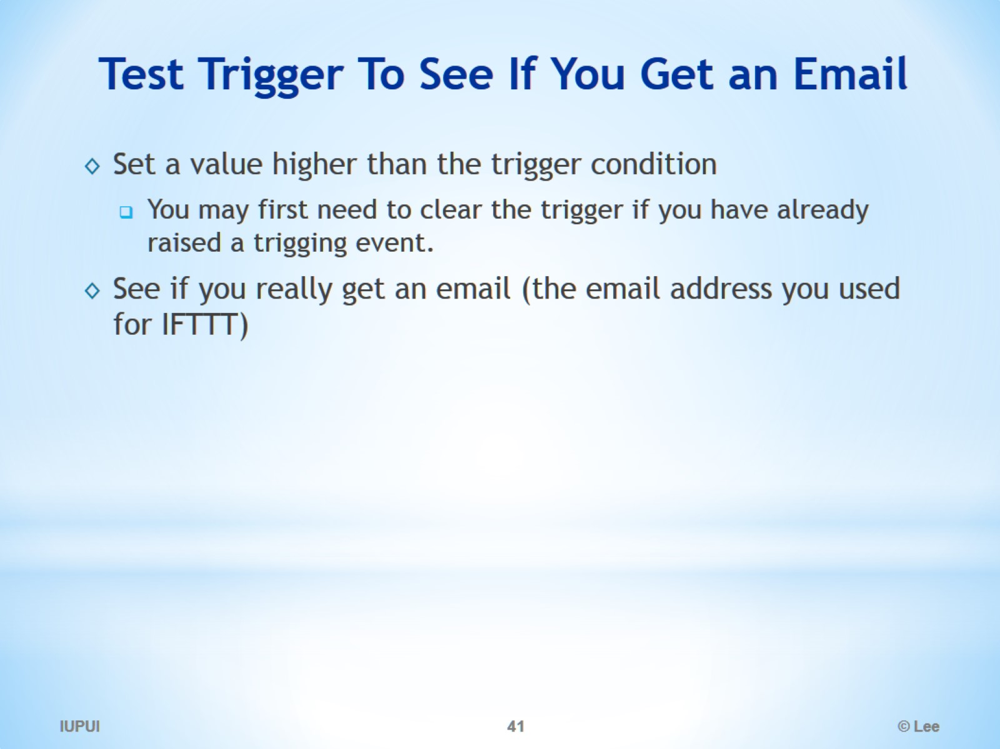 Test Trigger To See If You Get an Email
Set a value higher than the trigger condition
You may first need to clear the trigger if you have already
raised a trigging event.
See if you really get an email (the email address you used
for IFTTT)
IUPUI
41
© Lee